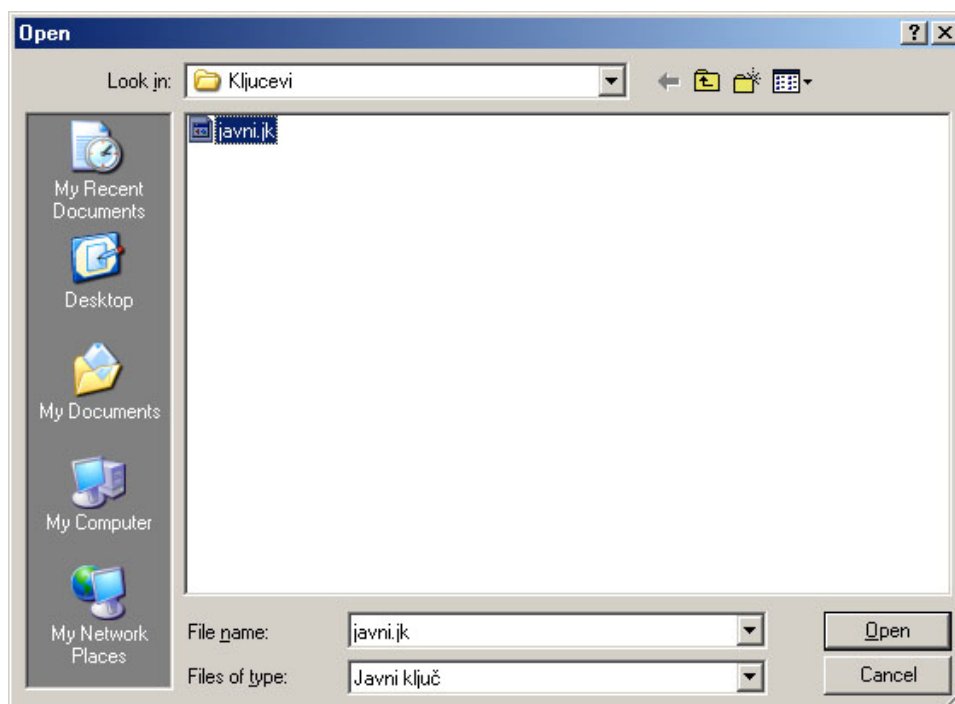 Open
Look in: Kljucevi
javni.jk
My Recent
Documents
Desktop
My Documents
My Computer
My Network
Places
File name: javni.jk Open
Files of type: Javni ključ Cancel